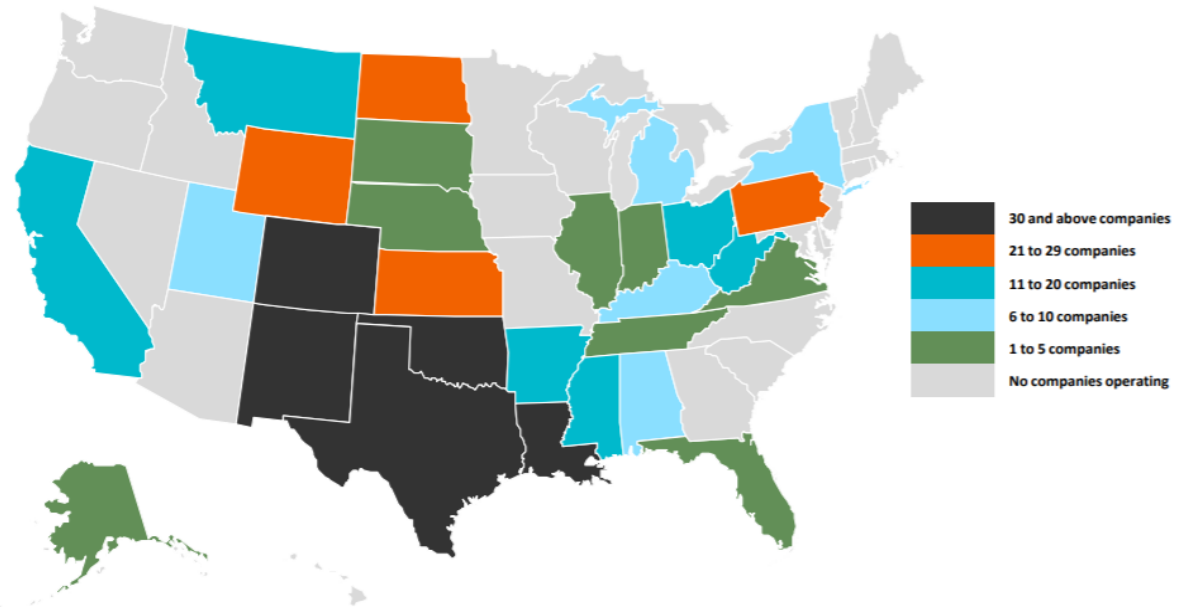 30 and above companies
21 to 29 companies
11 to 20 companies
6 to 10 companies
1 to 5 companies
No companies operating